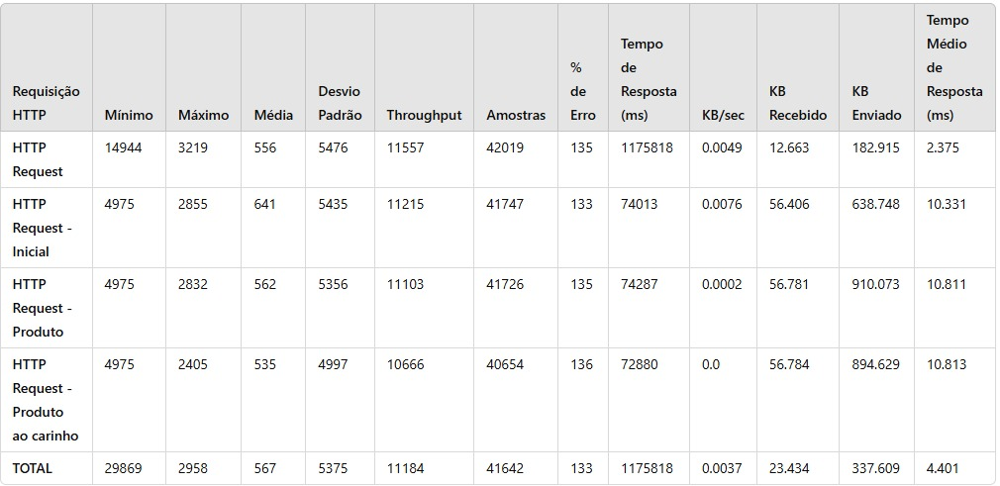 Requisição HTTP | Mínimo | Máximo | Média | Desvio Padrão | Throughput | Amostras | % de Erro | Tempo de Resposta (ms) | KB/sec | KB Recebido | KB Enviado | Tempo Médio de Resposta (ms)
HTTP Request | 14944 | 3219 | 556 | 5476 | 11557 | 42019 | 135 | 1175818 | 0.0049 | 12.663 | 182.915 | 2.375
HTTP Request - Inicial | 4975 | 2855 | 641 | 5435 | 11215 | 41747 | 133 | 74013 | 0.0076 | 56.406 | 638.748 | 10.331
HTTP Request - Produto | 4975 | 2832 | 562 | 5356 | 11103 | 41726 | 135 | 74287 | 0.0002 | 56.781 | 910.073 | 10.811
HTTP Request - Produto ao carinho | 4975 | 2405 | 535 | 4997 | 10666 | 40654 | 136 | 72880 | 0.0 | 56.784 | 894.629 | 10.813
TOTAL | 29869 | 2958 | 567 | 5375 | 11184 | 41642 | 133 | 1175818 | 0.0037 | 23.434 | 337.609 | 4.401